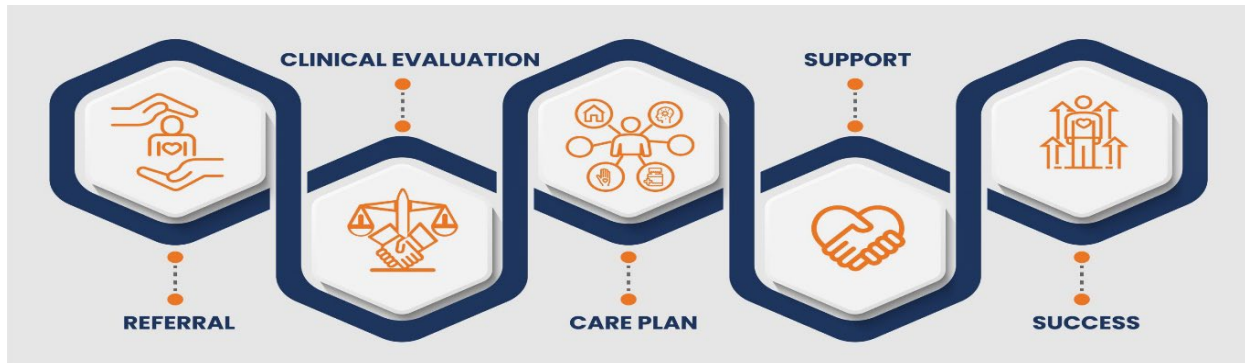 CLINICAL EVALUATION
SUPPORT
REFERRAL
CARE PLAN
SUCCESS